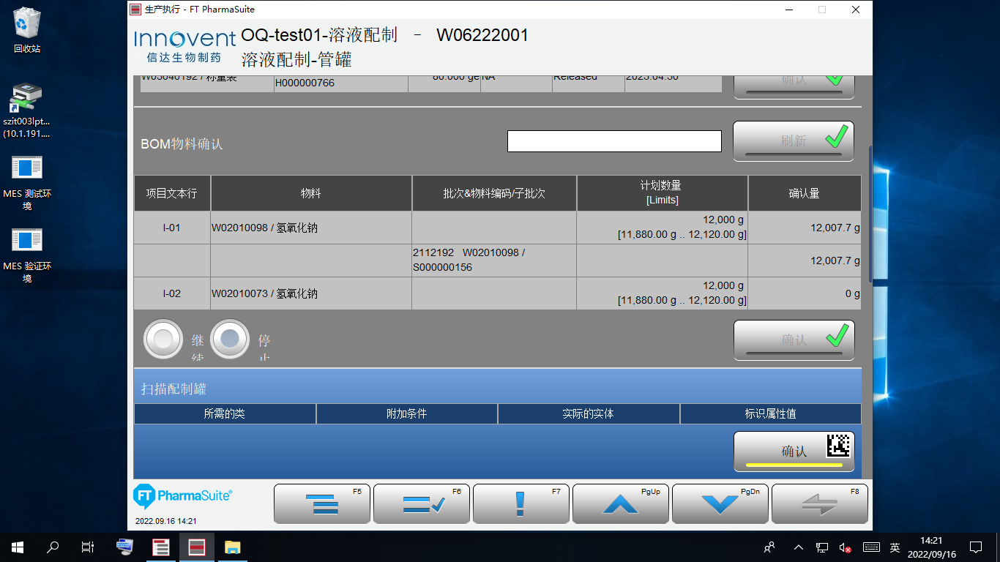 生产执行 - FT PharmaSuite
回收站
szit003lpt...
(10.1.191....
MES 测试环
境
MES 验证环
境
Innovent
信达生物制药
OQ-test01-溶液配制 - W06222001
溶液配制-管罐
W03040192 / 称重袋 H000000766 80.000 ge NA Released 2023.04.30 确认
BOM物料确认 刷新
项目文本行 物料 批次&物料编码/子批次 计划数量 确认量
[Limits]
I-01 W02010098 / 氢氧化钠 12,000 g 12,007.7 g
[11,880.00 g .. 12,120.00 g]
2112192 W02010098 / 12,007.7 g
S000000156
I-02 W02010073 / 氢氧化钠 12,000 g 0 g
[11,880.00 g .. 12,120.00 g]
继续 停止 确认
扫描配制罐
所需的类 附加条件 实际的实体 标识属性值
确认
FT PharmaSuite®
2022.09.16 14:21
F5 F6 F7 PgUp PgDn F8
英 14:21
2022/09/16